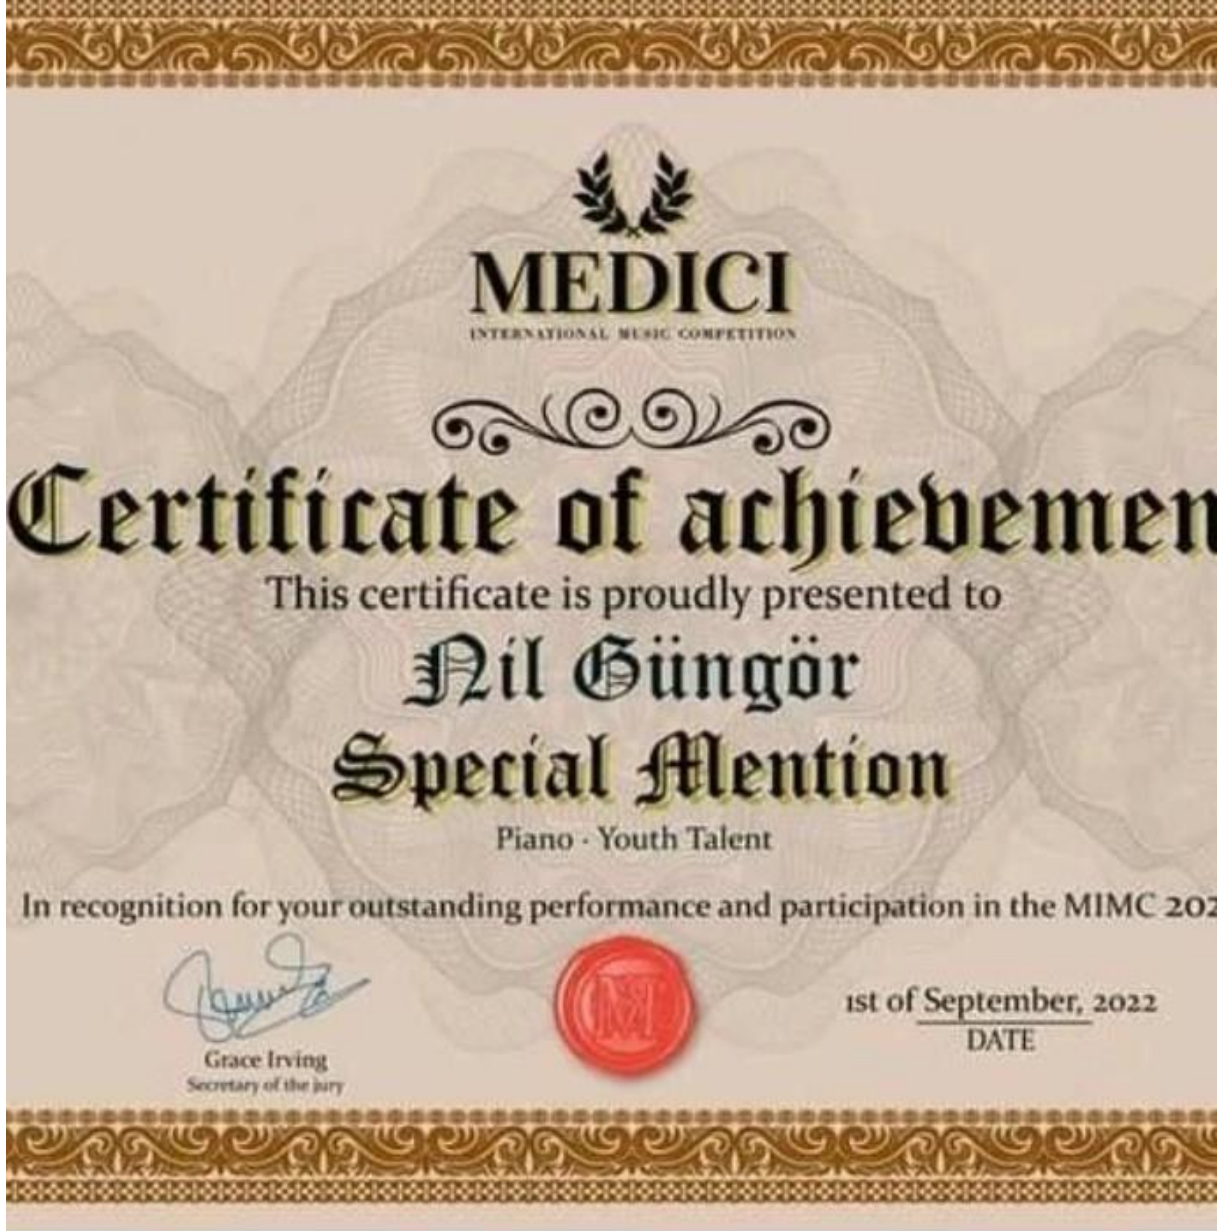 MEDICI
INTERNATIONAL MUSIC COMPETITION
Certificate of achievemen
This certificate is proudly presented to
Nil Güngör
Special Mention
Piano · Youth Talent
In recognition for your outstanding performance and participation in the MIMC 202
Grace Irving
Secretary of the jury
M
1st of September, 2022
DATE